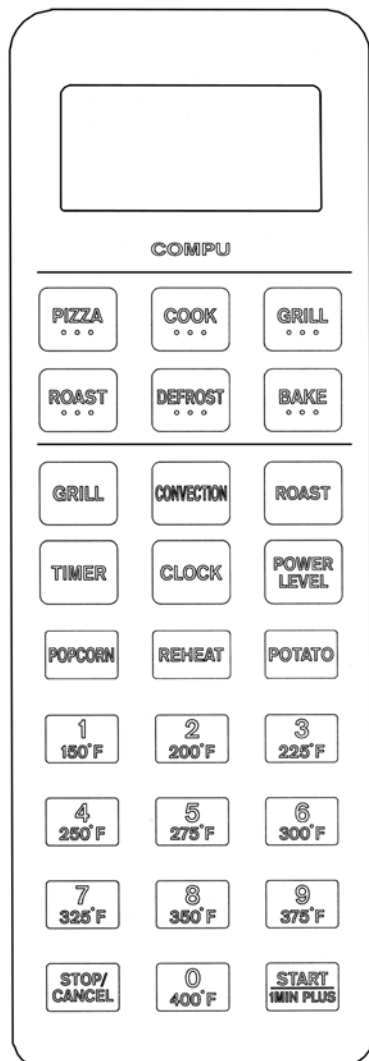 COMPU
PIZZA COOK GRILL
ROAST DEFROST BAKE
GRILL CONVECTION ROAST
TIMER CLOCK POWER LEVEL
POPCORN REHEAT POTATO
1 2 3
150°F 200°F 225°F
4 5 6
250°F 275°F 300°F
7 8 9
325°F 350°F 375°F
STOP/CANCEL 0 START
400°F 1MIN PLUS